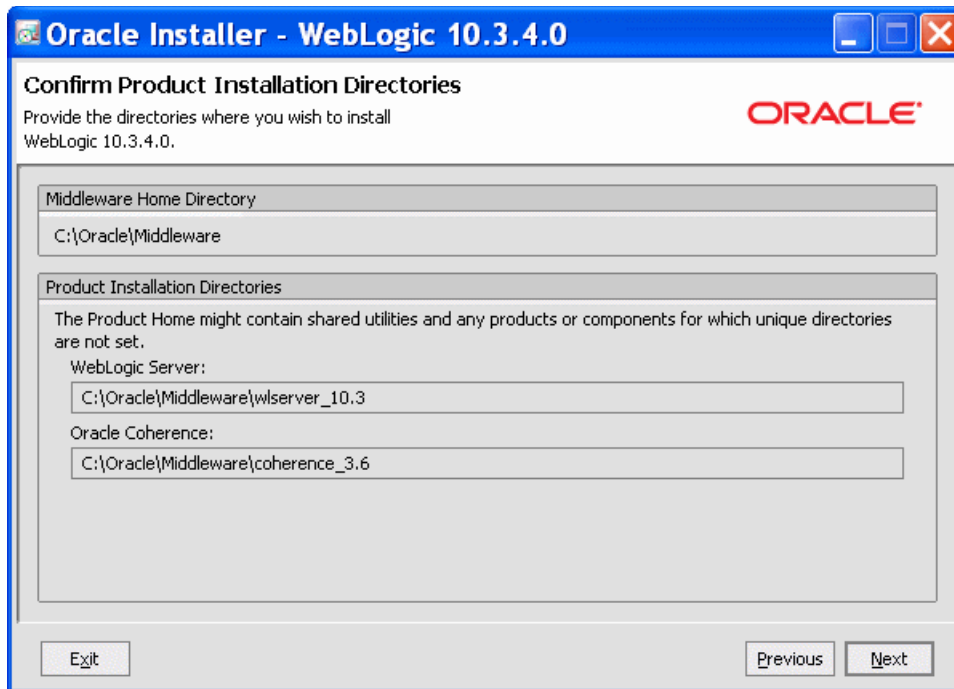 Oracle Installer - WebLogic 10.3.4.0
Confirm Product Installation Directories
Provide the directories where you wish to install
WebLogic 10.3.4.0.
ORACLE
Middleware Home Directory
C:\Oracle\Middleware
Product Installation Directories
The Product Home might contain shared utilities and any products or components for which unique directories
are not set.
WebLogic Server:
C:\Oracle\Middleware\wlserver_10.3
Oracle Coherence:
C:\Oracle\Middleware\coherence_3.6
Exit
Previous
Next